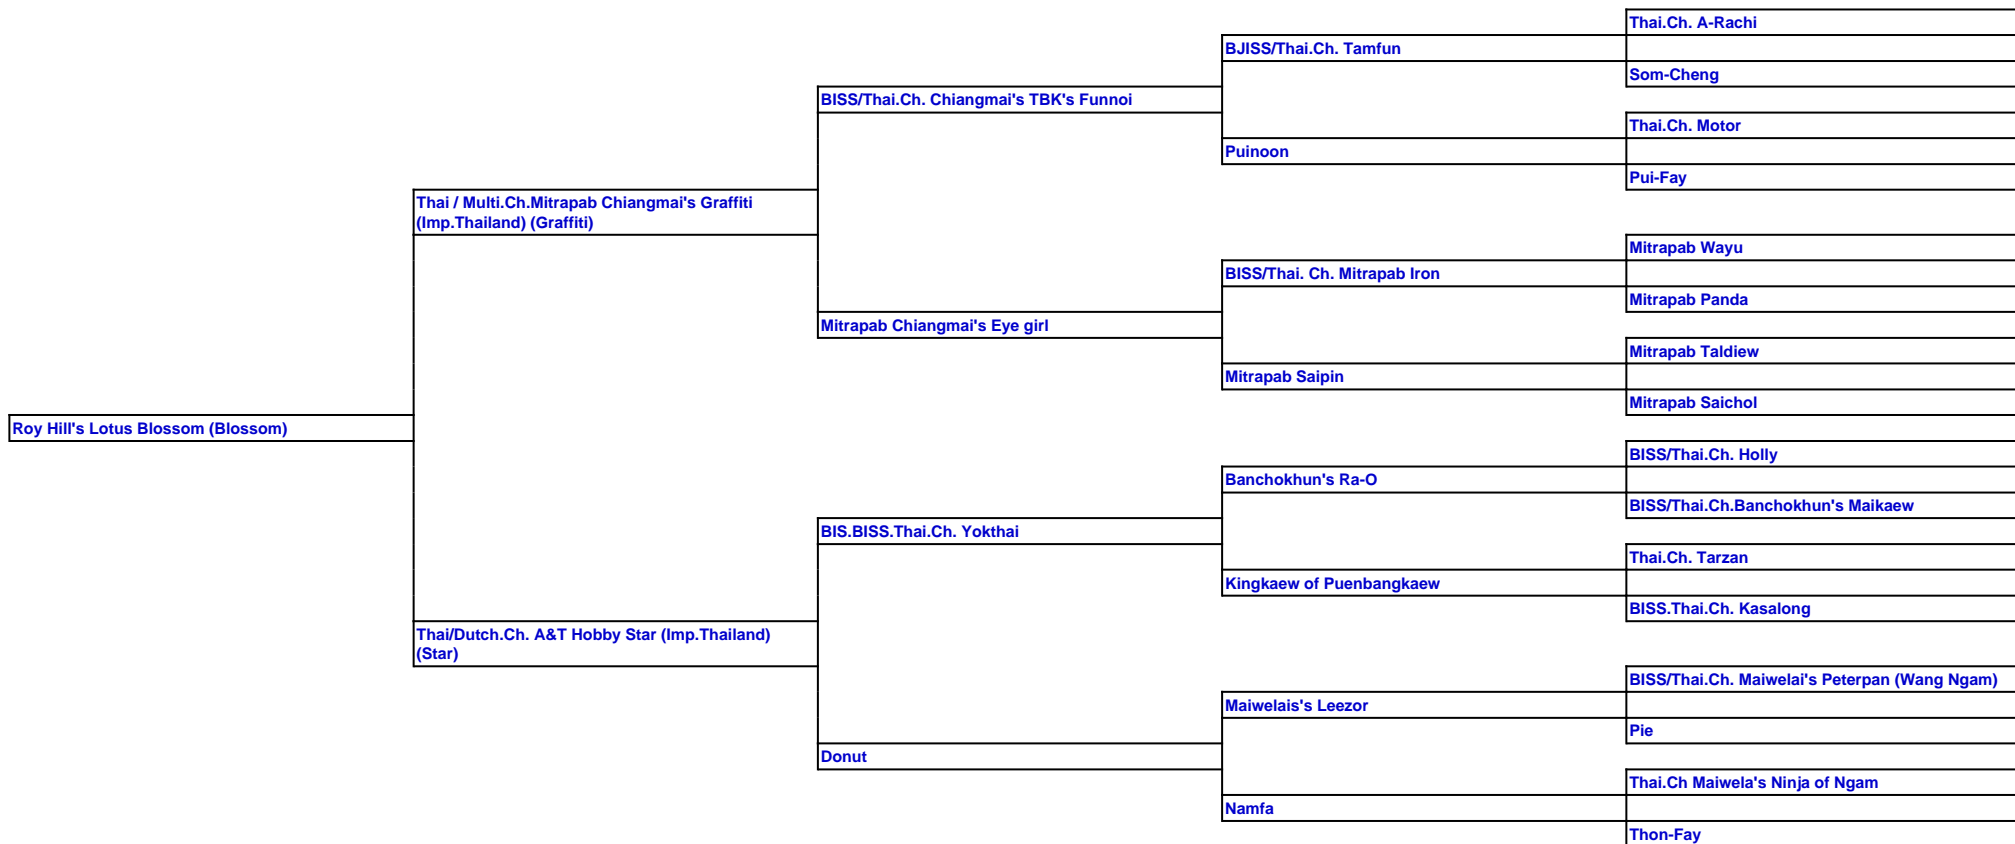 Thai.Ch. A-Rachi
BJISS/Thai.Ch. Tamfun
Som-Cheng
BISS/Thai.Ch. Chiangmai's TBK's Funnoi
Thai.Ch. Motor
Puinoon
Pui-Fay
Thai / Multi.Ch.Mitrapab Chiangmai's Graffiti
(Imp.Thailand) (Graffiti)
Mitrapab Wayu
BISS/Thai. Ch. Mitrapab Iron
Mitrapab Panda
Mitrapab Chiangmai's Eye girl
Mitrapab Taldiew
Mitrapab Saipin
Mitrapab Saichol
Roy Hill's Lotus Blossom (Blossom)
BISS/Thai.Ch. Holly
Banchokhun's Ra-O
BISS/Thai.Ch.Banchokhun's Maikaew
BIS.BISS.Thai.Ch. Yokthai
Thai.Ch. Tarzan
Kingkaew of Puenbangkaew
BISS.Thai.Ch. Kasalong
Thai/Dutch.Ch. A&T Hobby Star (Imp.Thailand)
(Star)
BISS/Thai.Ch. Maiwelai's Peterpan (Wang Ngam)
Maiwelais's Leezor
Pie
Donut
Thai.Ch Maiwela's Ninja of Ngam
Namfa
Thon-Fay